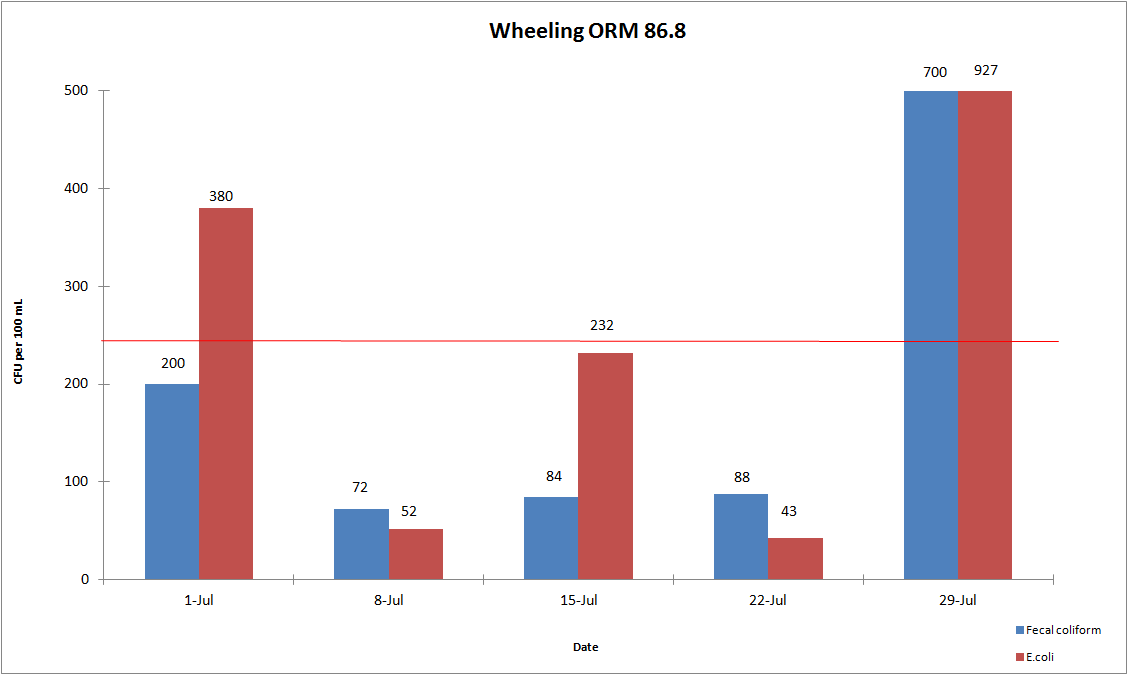 Wheeling ORM 86.8
CFU per 100 mL
500
400
300
200
100
0
200
380
72
52
84
232
88
43
700
927
1-Jul
8-Jul
15-Jul
22-Jul
29-Jul
Date
Fecal coliform
E.coli